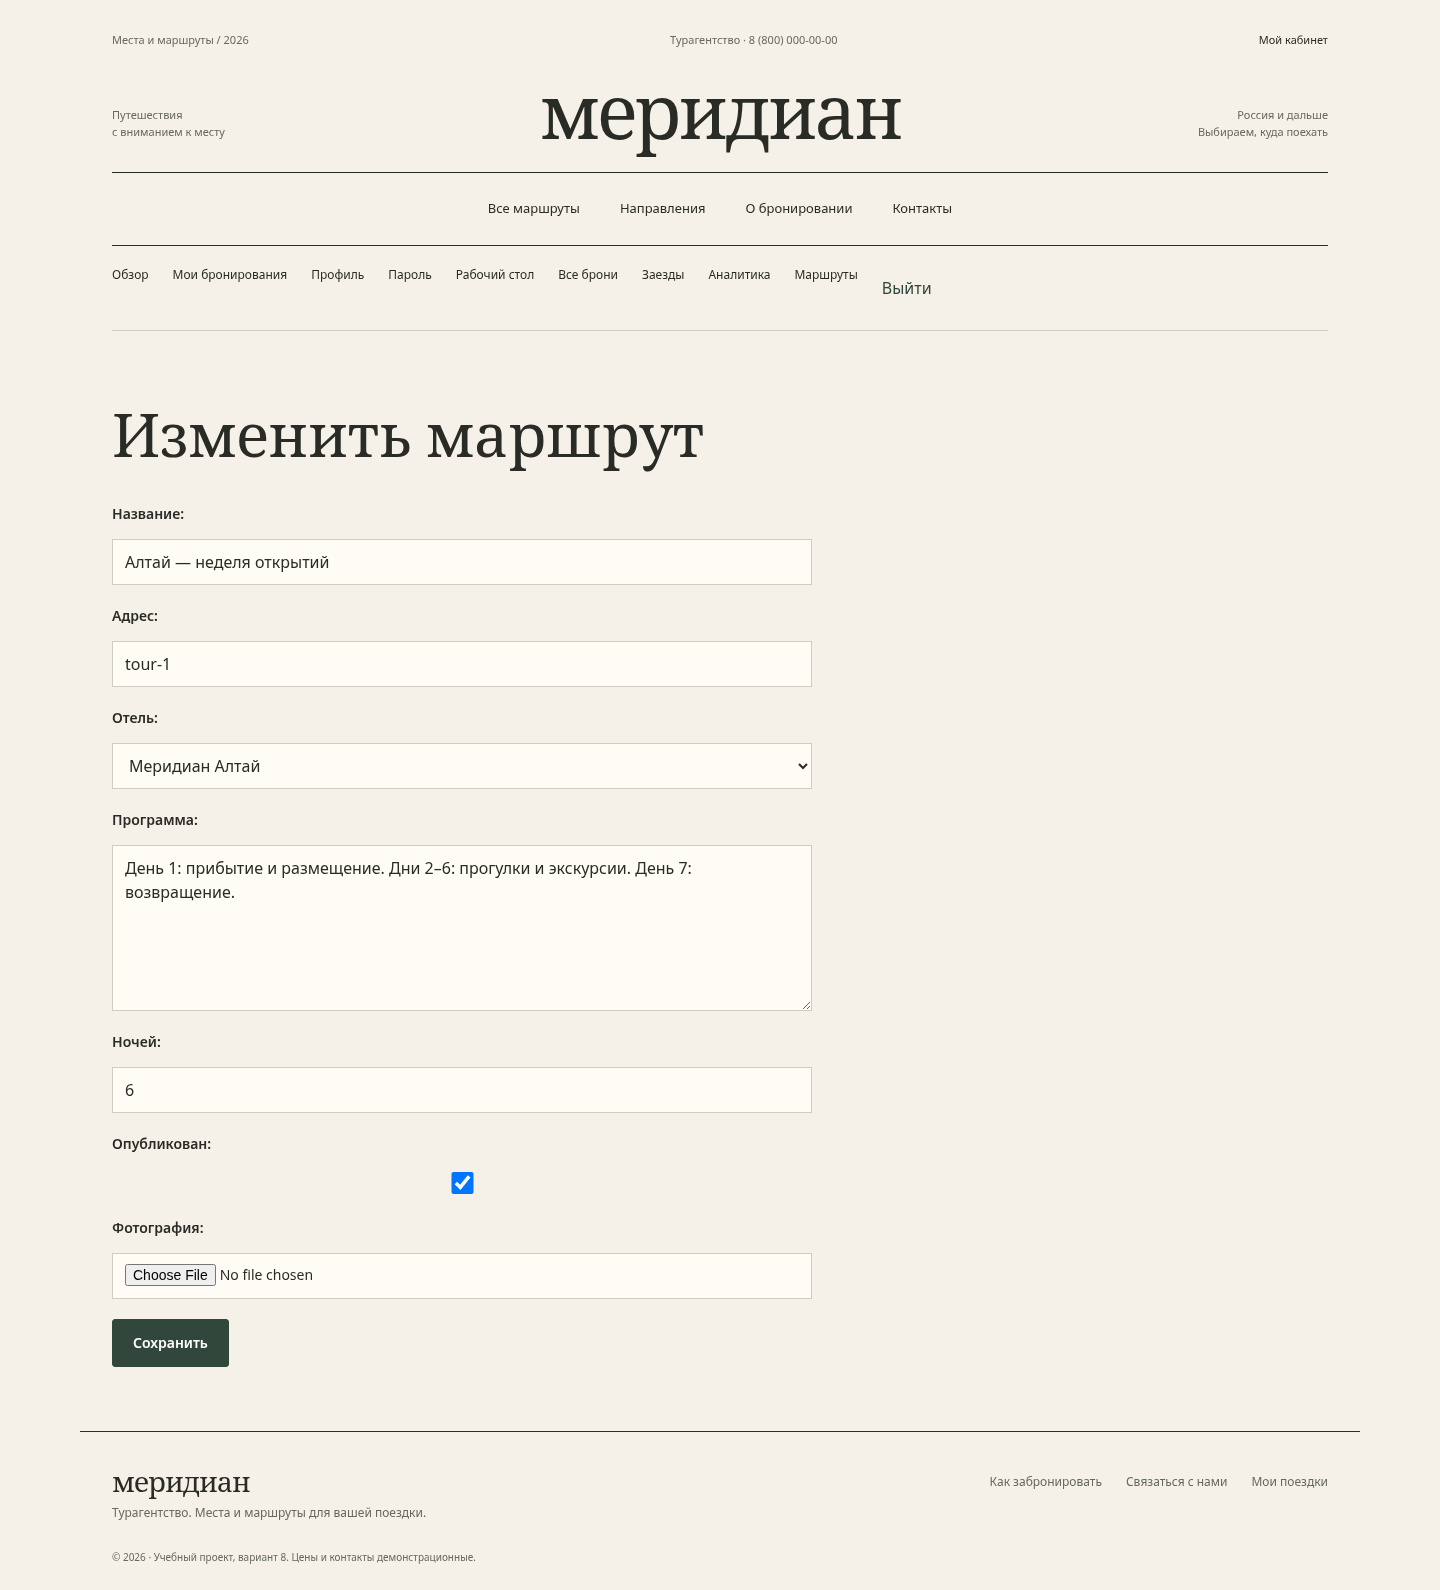 Места и маршруты / 2026
Турагентство · 8 (800) 000-00-00
Мой кабинет
Путешествия
с вниманием к месту
меридиан
Россия и дальше
Выбираем, куда поехать
Все маршруты
Направления
О бронировании
Контакты
Обзор
Мои бронирования
Профиль
Пароль
Рабочий стол
Все брони
Заезды
Аналитика
Маршруты
Выйти
Изменить маршрут
Название:
Алтай — неделя открытий
Адрес:
tour-1
Отель:
Меридиан Алтай
Программа:
День 1: прибытие и размещение. Дни 2–6: прогулки и экскурсии. День 7:
возвращение.
Ночей:
6
Опубликован:
Фотография:
Choose File No file chosen
Сохранить
меридиан
Турагентство. Места и маршруты для вашей поездки.
Как забронировать
Связаться с нами
Мои поездки
© 2026 · Учебный проект, вариант 8. Цены и контакты демонстрационные.